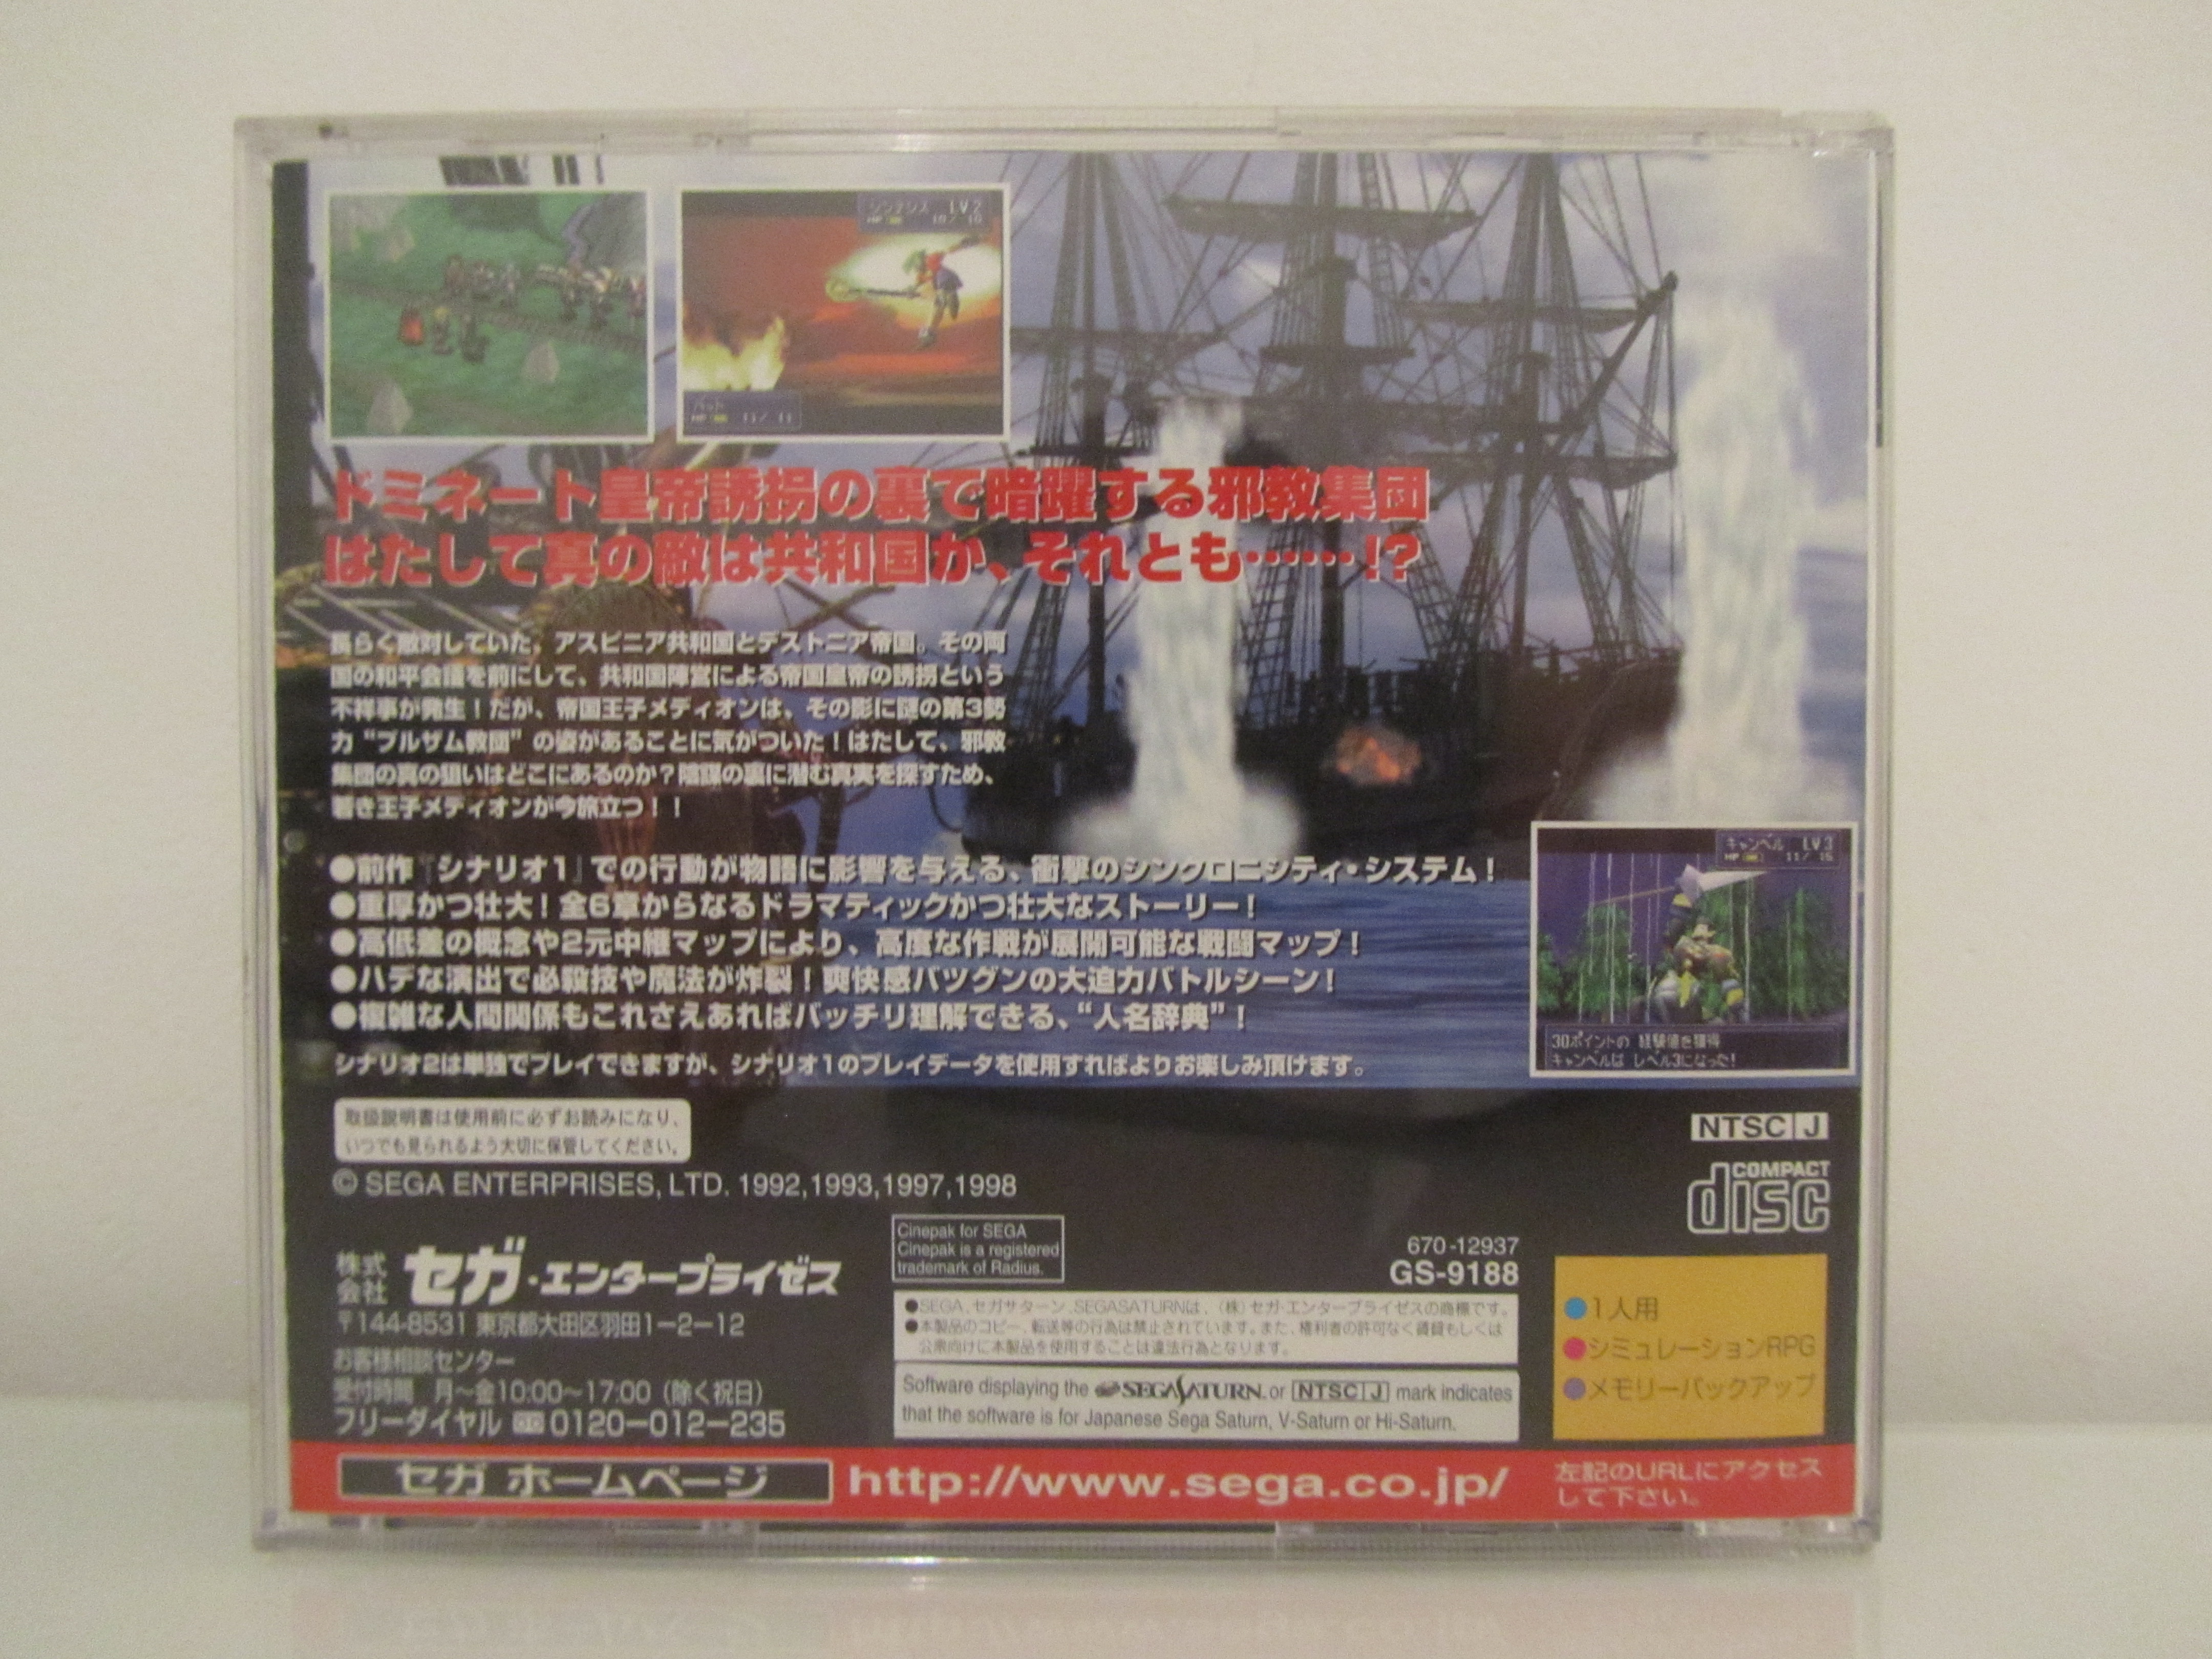 シンテシス LV2
HP 10/ 10
バット
HP 11/ 11
ドミネート皇帝誘拐の裏で暗躍する邪教集団
はたして真の敵は共和国か、それとも……!?
長らく敵対していた、アスピニア共和国とデストニア帝国。その両
国の和平会議を前にして、共和国陣営による帝国皇帝の誘拐という
不祥事が発生！だが、帝国王子メディオンは、その影に謎の第3勢
力“ブルザム教団”の姿があることに気がついた！はたして、邪教
集団の真の狙いはどこにあるのか？陰謀の裏に潜む真実を探すため、
若き王子メディオンが今旅立つ！！
●前作『シナリオ1』での行動が物語に影響を与える、衝撃のシンクロニシティ・システム！
●重厚かつ壮大！全6章からなるドラマティックかつ壮大なストーリー！
●高低差の概念や2元中継マップにより、高度な作戦が展開可能な戦闘マップ！
●ハデな演出で必殺技や魔法が炸裂！爽快感バツグンの大迫力バトルシーン！
●複雑な人間関係もこれさえあればバッチリ理解できる、“人名辞典”！
シナリオ2は単独でプレイできますが、シナリオ1のプレイデータを使用すればよりお楽しみ頂けます。
キャンベル LV3
HP 11/ 15
30ポイントの 経験値を獲得
キャンベルは レベル3になった！
取扱説明書は使用前に必ずお読みになり、
いつでも見られるよう大切に保管してください。
© SEGA ENTERPRISES, LTD. 1992,1993,1997,1998
NTSC J
COMPACT
disc
株式会社 セガ・エンタープライゼス
〒144-8531 東京都大田区羽田1－2－12
お客様相談センター
受付時間 月～金10:00～17:00（除く祝日）
フリーダイヤル 0120－012－235
Cinepak for SEGA
Cinepak is a registered
trademark of Radius.
670-12937
GS-9188
●SEGA、セガサターン、SEGASATURNは、（株）セガ・エンタープライゼスの商標です。
●本製品のコピー、転送等の行為は禁止されています。また、権利者の許可なく賃貸もしくは
公衆向けに本製品を使用することは違法行為となります。
Software displaying the SEGA SATURN. or NTSC J mark indicates
that the software is for Japanese Sega Saturn, V-Saturn or Hi-Saturn.
●1人用
●シミュレーションRPG
●メモリーバックアップ
セガ ホームページ http://www.sega.co.jp/
左記のURLにアクセス
して下さい。